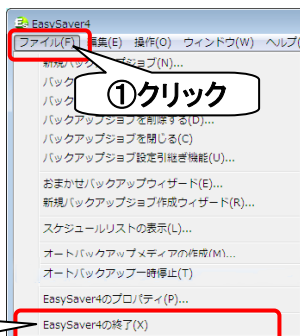 EasySaver4
ファイル(F) 編集(E) 操作(O) ウィンドウ(W) ヘルプ(
新規バックアップジョブ(N)...
バック
①クリック
バック
バックアップジョブを削除する(D)...
バックアップジョブを閉じる(C)
バックアップジョブ設定引継ぎ機能(U)...
おまかせバックアップウィザード(E)...
新規バックアップジョブ作成ウィザード(R)...
スケジュールリストの表示(L)...
オートバックアップメディアの作成(M)...
オートバックアップ一時停止(T)
EasySaver4のプロパティ(P)...
EasySaver4の終了(X)